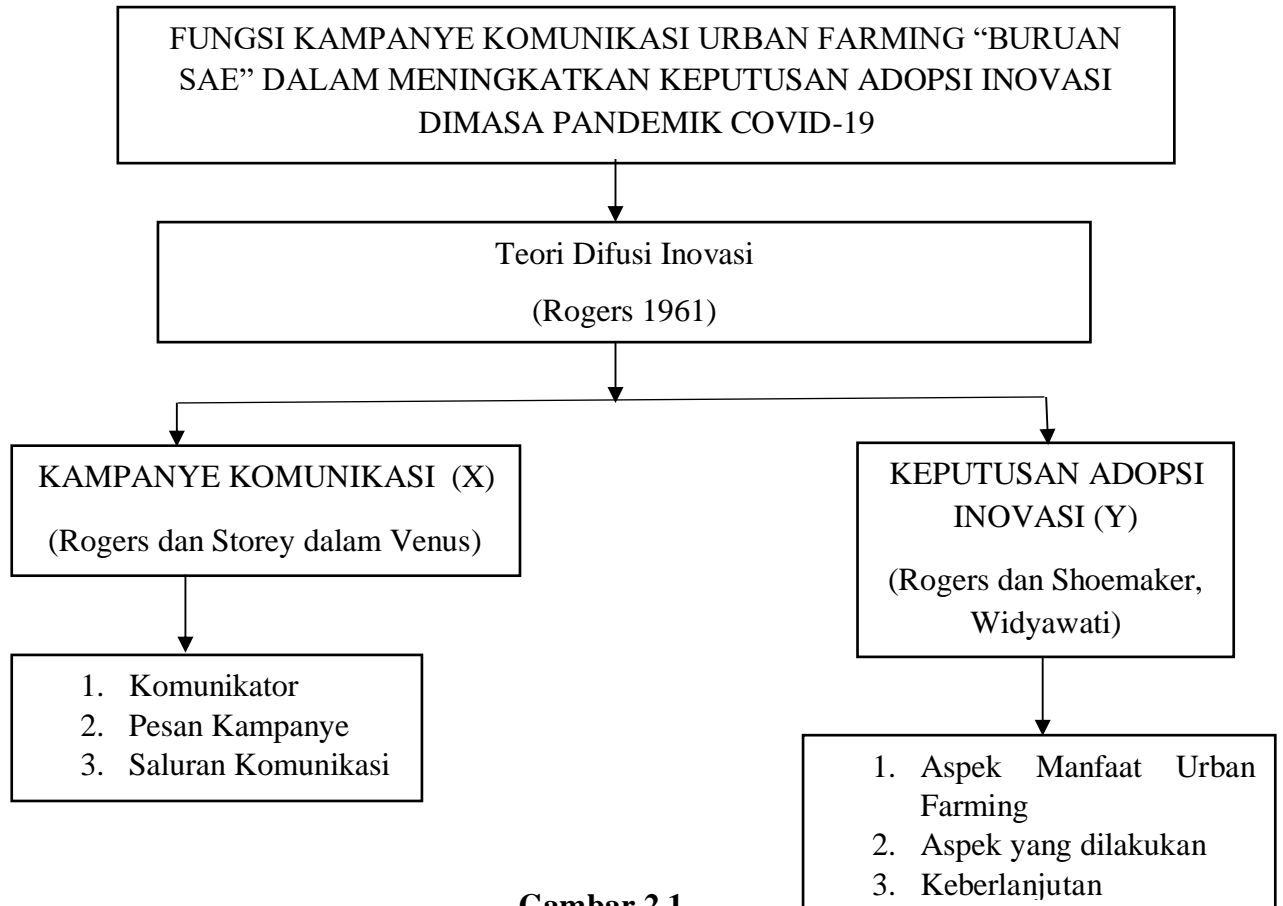 FUNGSI KAMPANYE KOMUNIKASI URBAN FARMING “BURUAN
SAE” DALAM MENINGKATKAN KEPUTUSAN ADOPSI INOVASI
DIMASA PANDEMIK COVID-19
Teori Difusi Inovasi
(Rogers 1961)
KAMPANYE KOMUNIKASI (X)
(Rogers dan Storey dalam Venus)
1. Komunikator
2. Pesan Kampanye
3. Saluran Komunikasi
KEPUTUSAN ADOPSI
INOVASI (Y)
(Rogers dan Shoemaker,
Widyawati)
1. Aspek Manfaat Urban
Farming
2. Aspek yang dilakukan
3. Keberlanjutan
Gambar 2.1